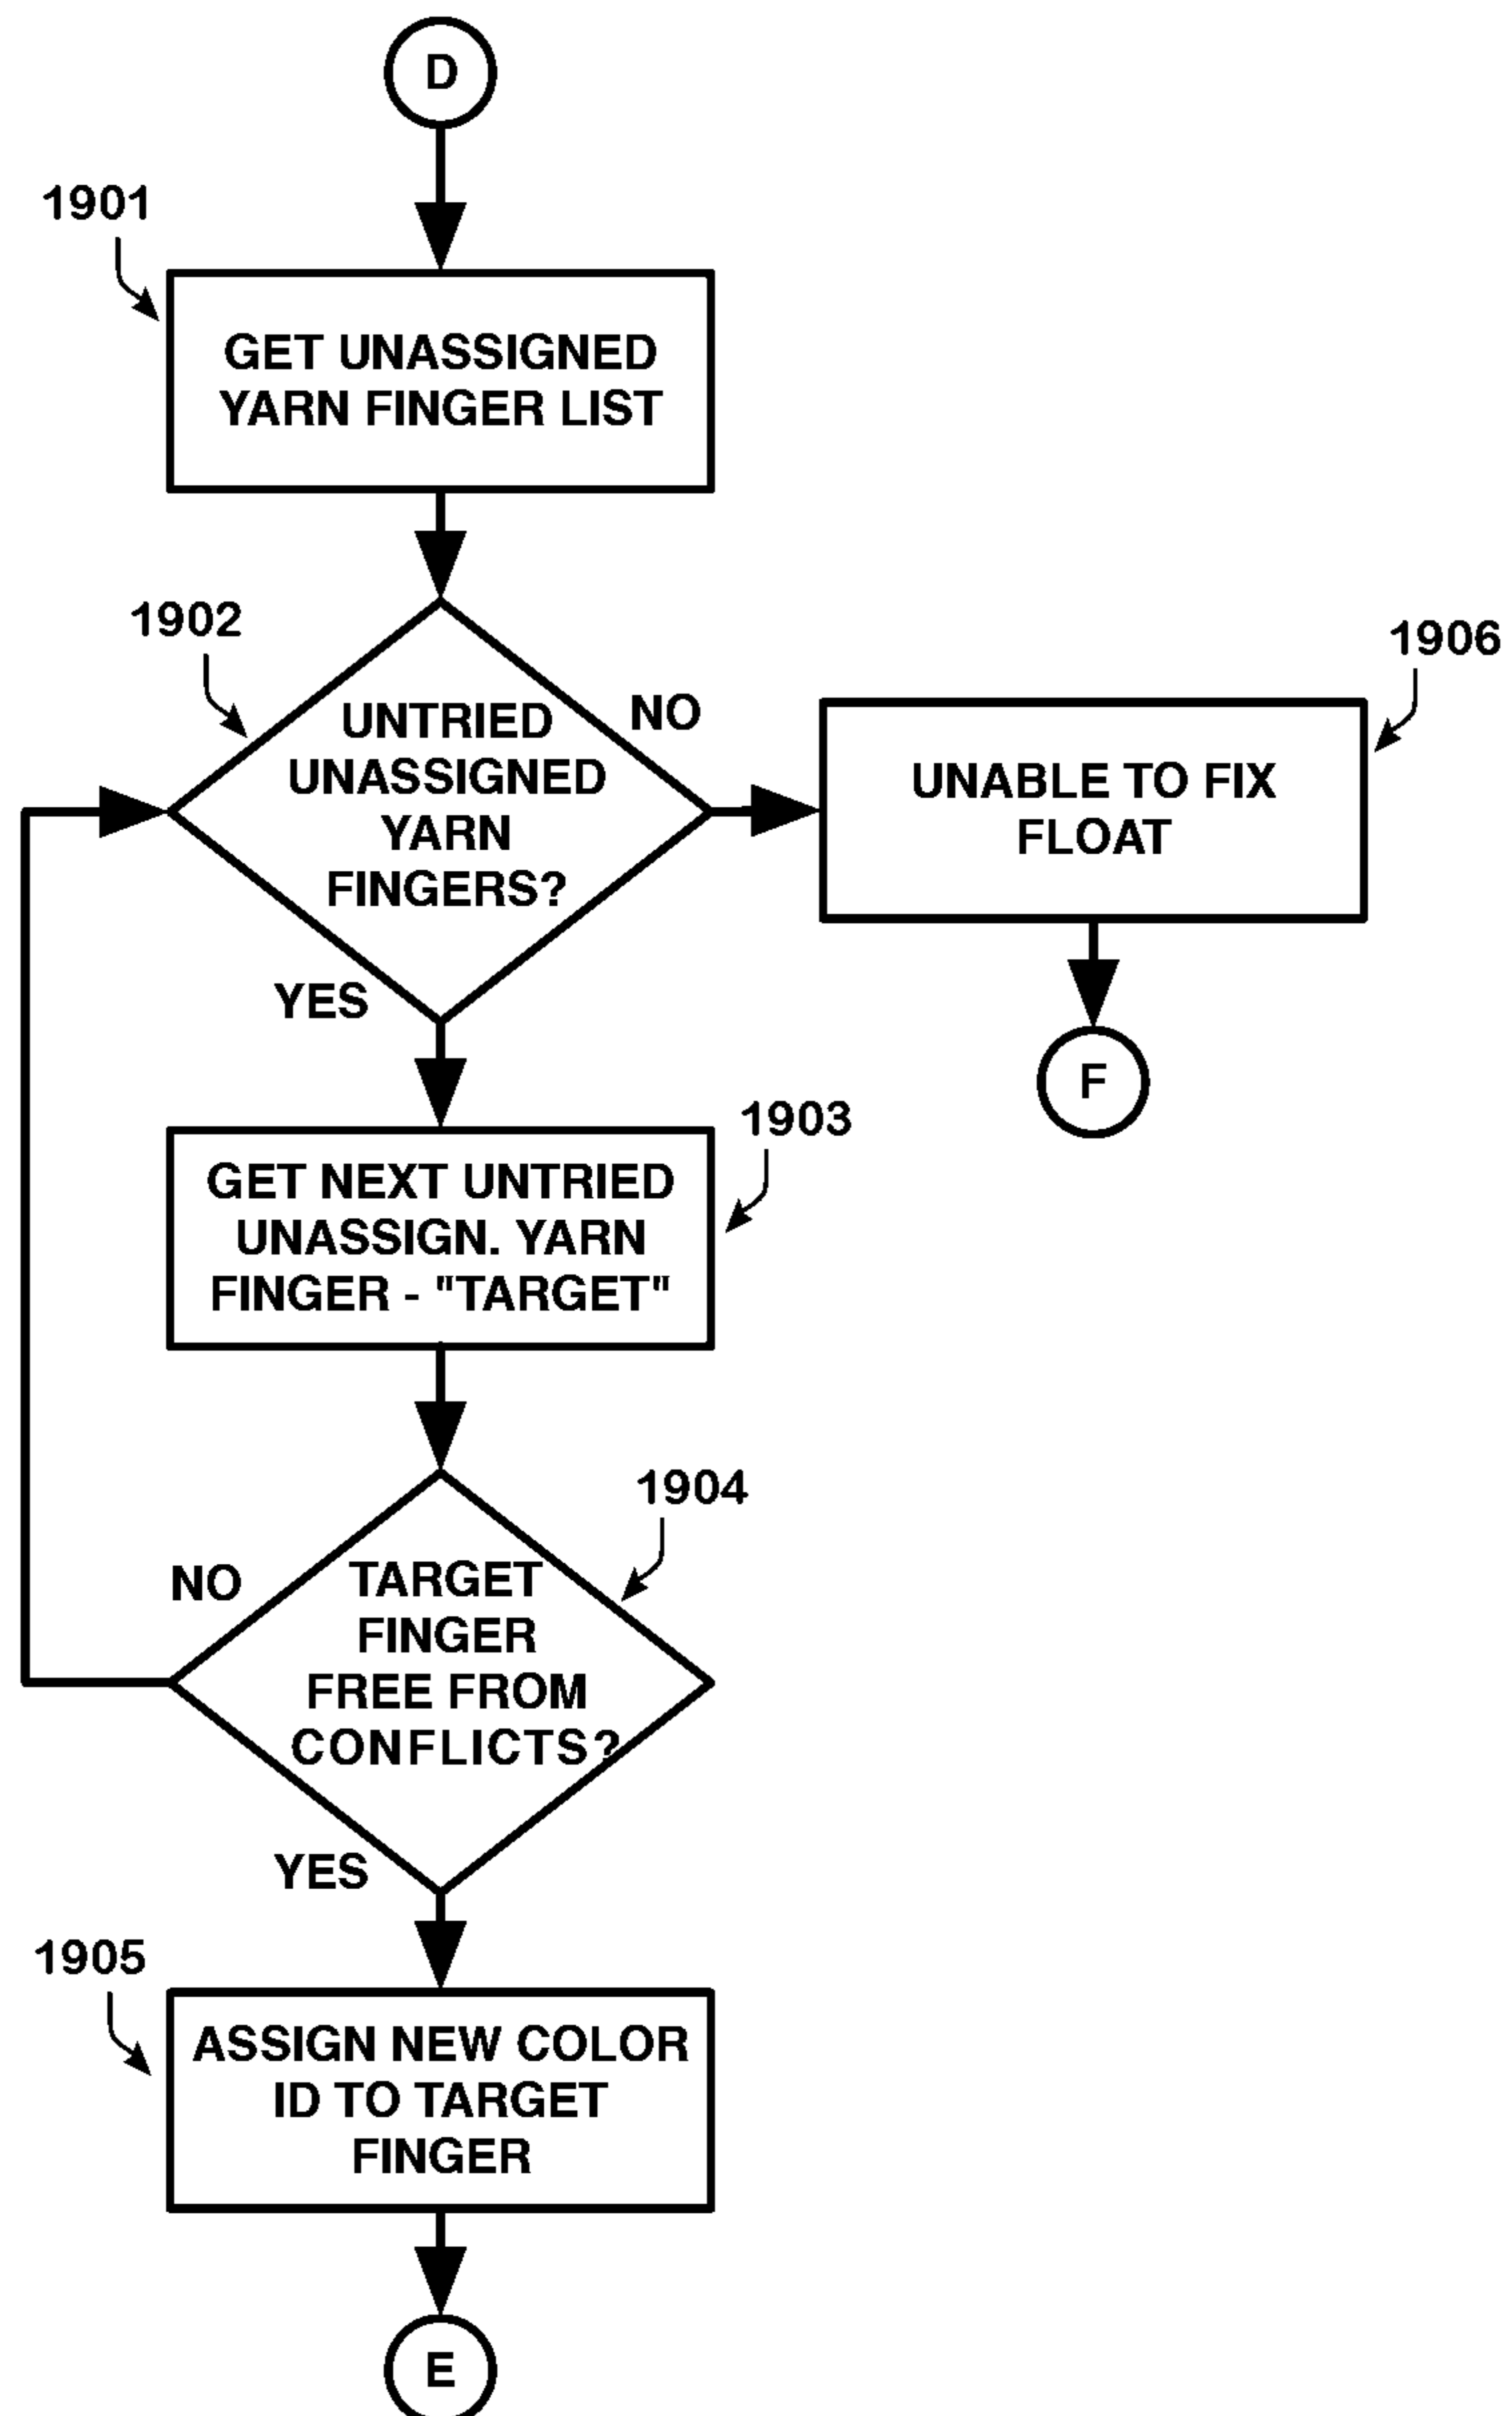 D
1901
GET UNASSIGNED
YARN FINGER LIST
1902
UNTRIED
UNASSIGNED
YARN
FINGERS?
NO
1906
UNABLE TO FIX
FLOAT
YES
F
1903
GET NEXT UNTRIED
UNASSIGN. YARN
FINGER - "TARGET"
1904
NO
TARGET
FINGER
FREE FROM
CONFLICTS?
YES
1905
ASSIGN NEW COLOR
ID TO TARGET
FINGER
E